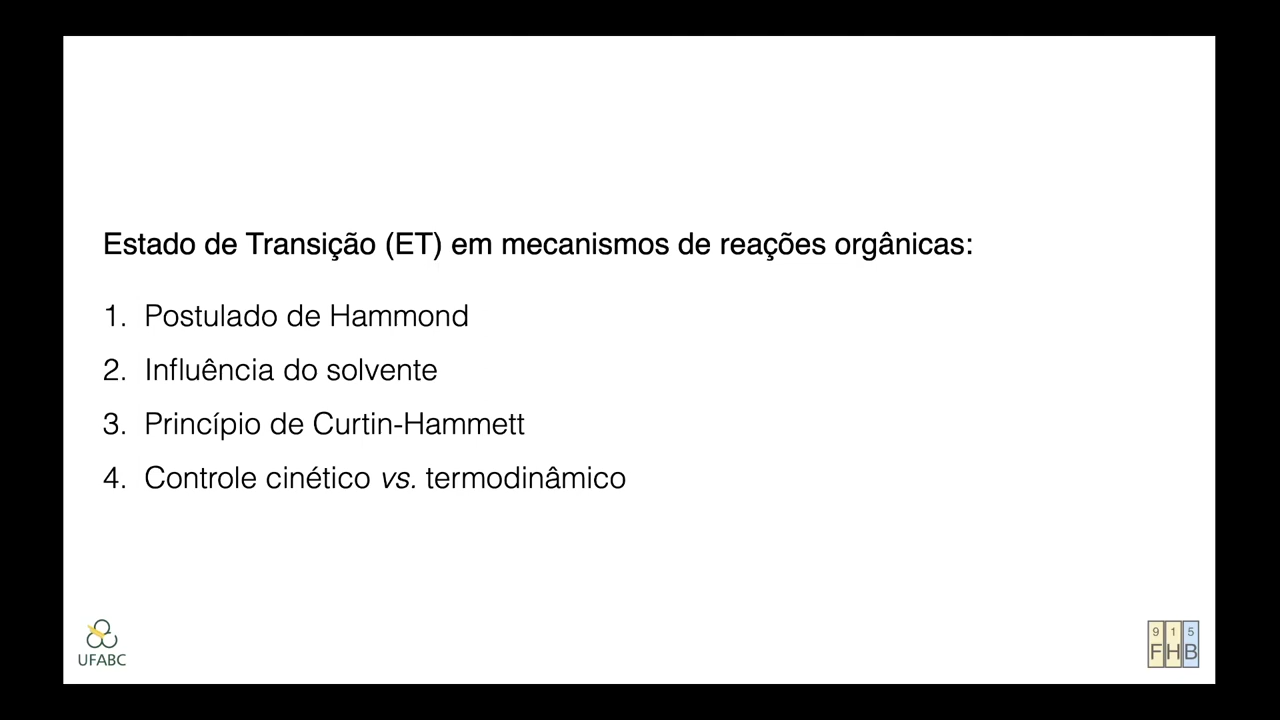 Estado de Transição (ET) em mecanismos de reações orgânicas:
1. Postulado de Hammond
2. Influência do solvente
3. Princípio de Curtin-Hammett
4. Controle cinético vs. termodinâmico
UFABC
9 1 5
F H B